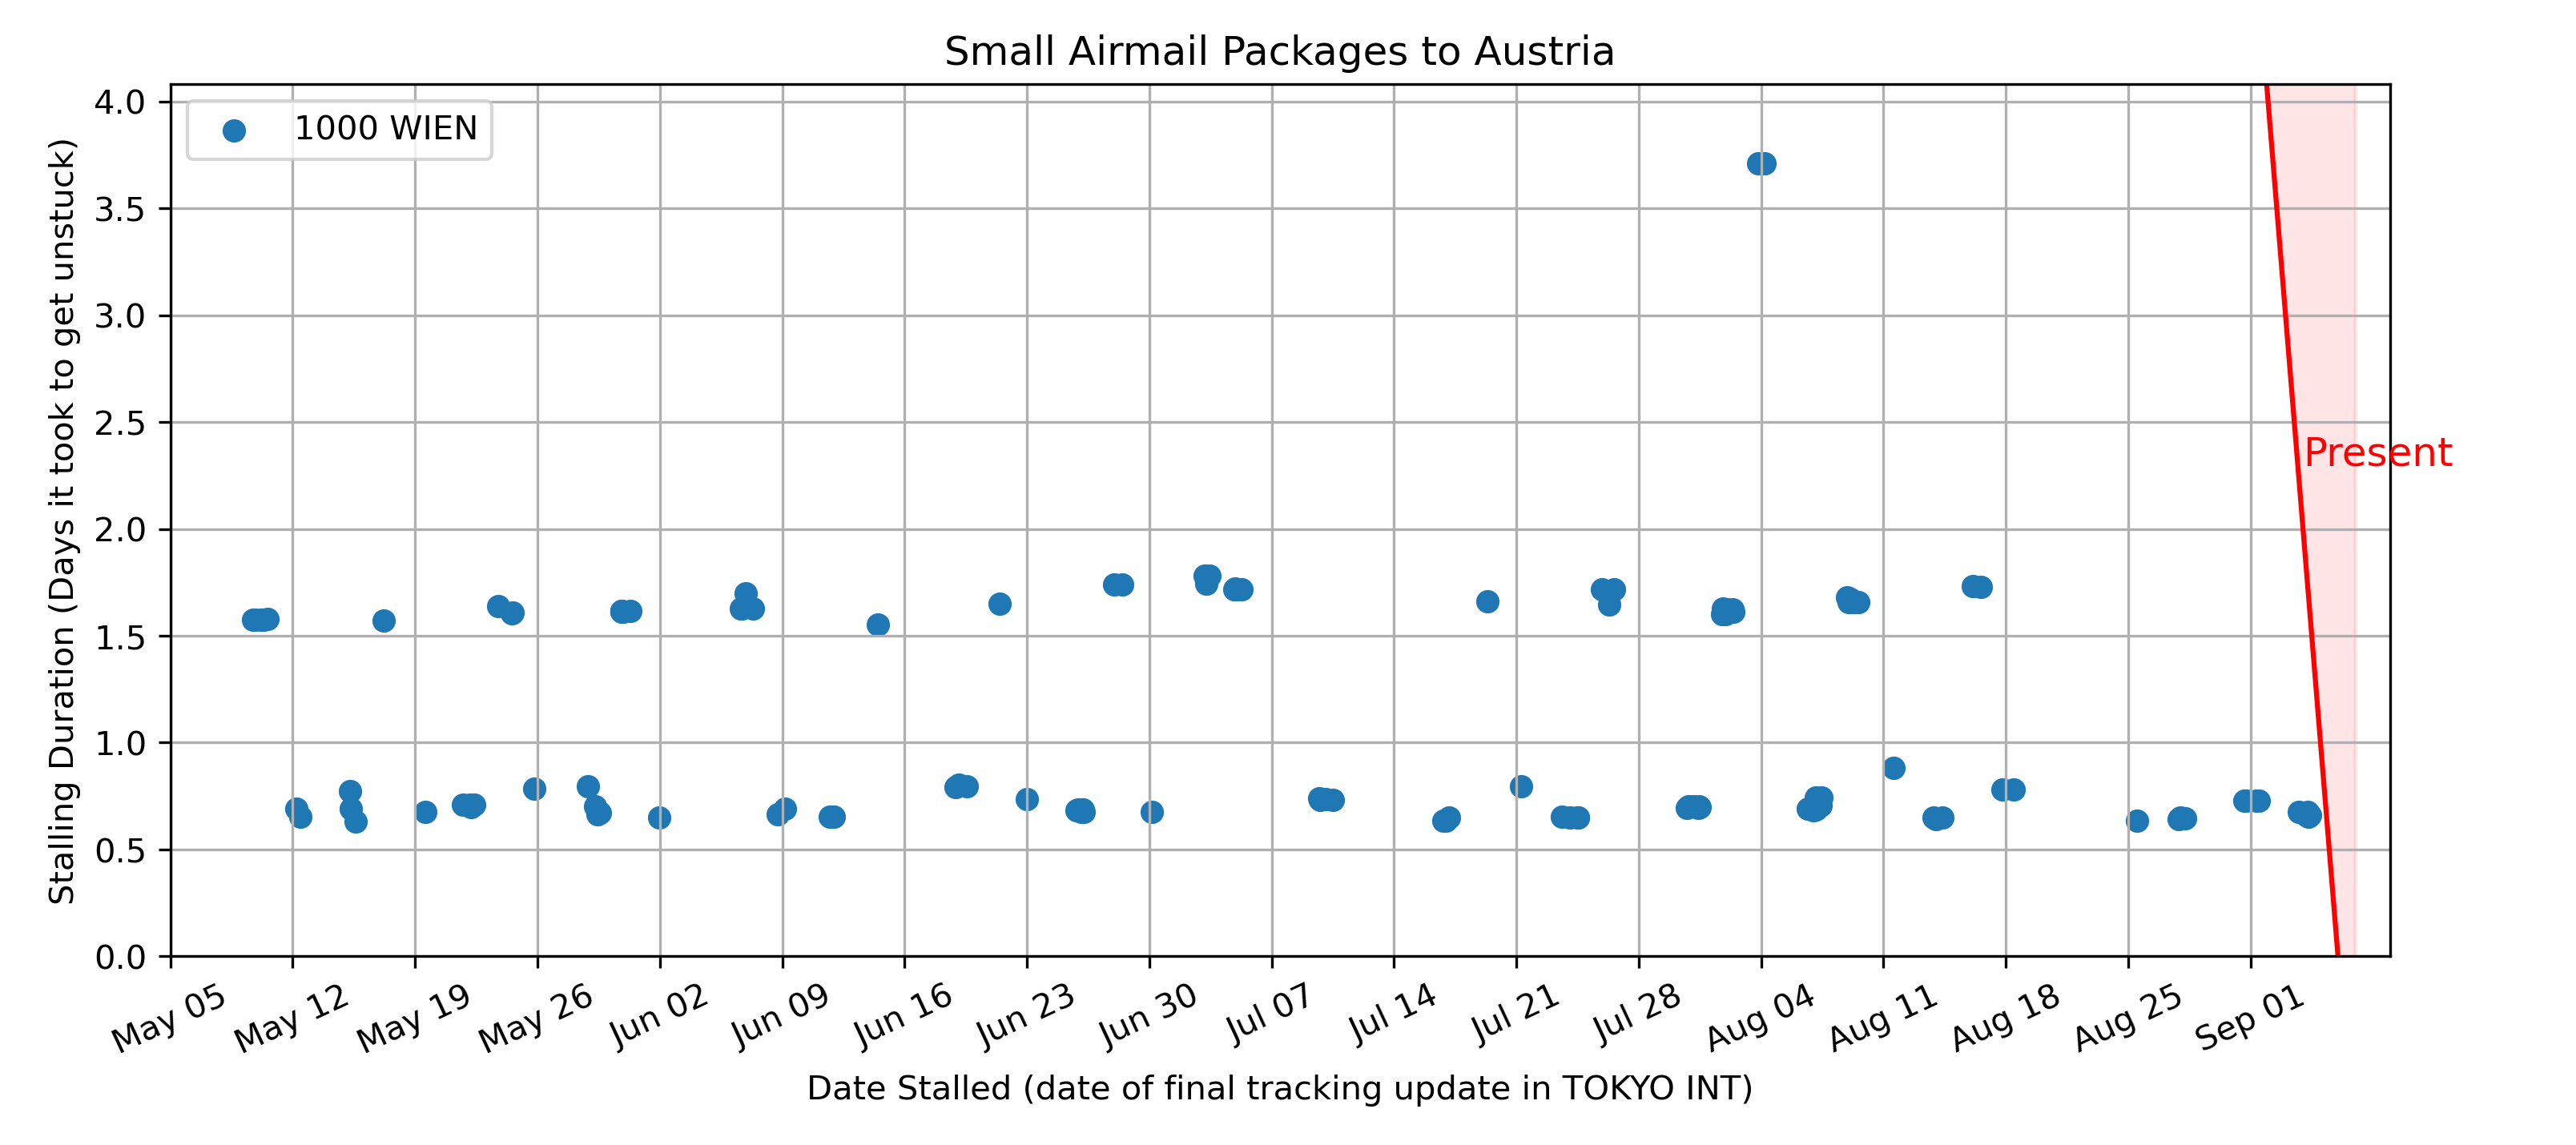 Small Airmail Packages to Austria
1000 WIEN
4.0
3.5
3.0
2.5
2.0
1.5
1.0
0.5
0.0
Stalling Duration (Days it took to get unstuck)
Present
May 05
May 12
May 19
May 26
Jun 02
Jun 09
Jun 16
Jun 23
Jun 30
Jul 07
Jul 14
Jul 21
Jul 28
Aug 04
Aug 11
Aug 18
Aug 25
Sep 01
Date Stalled (date of final tracking update in TOKYO INT)